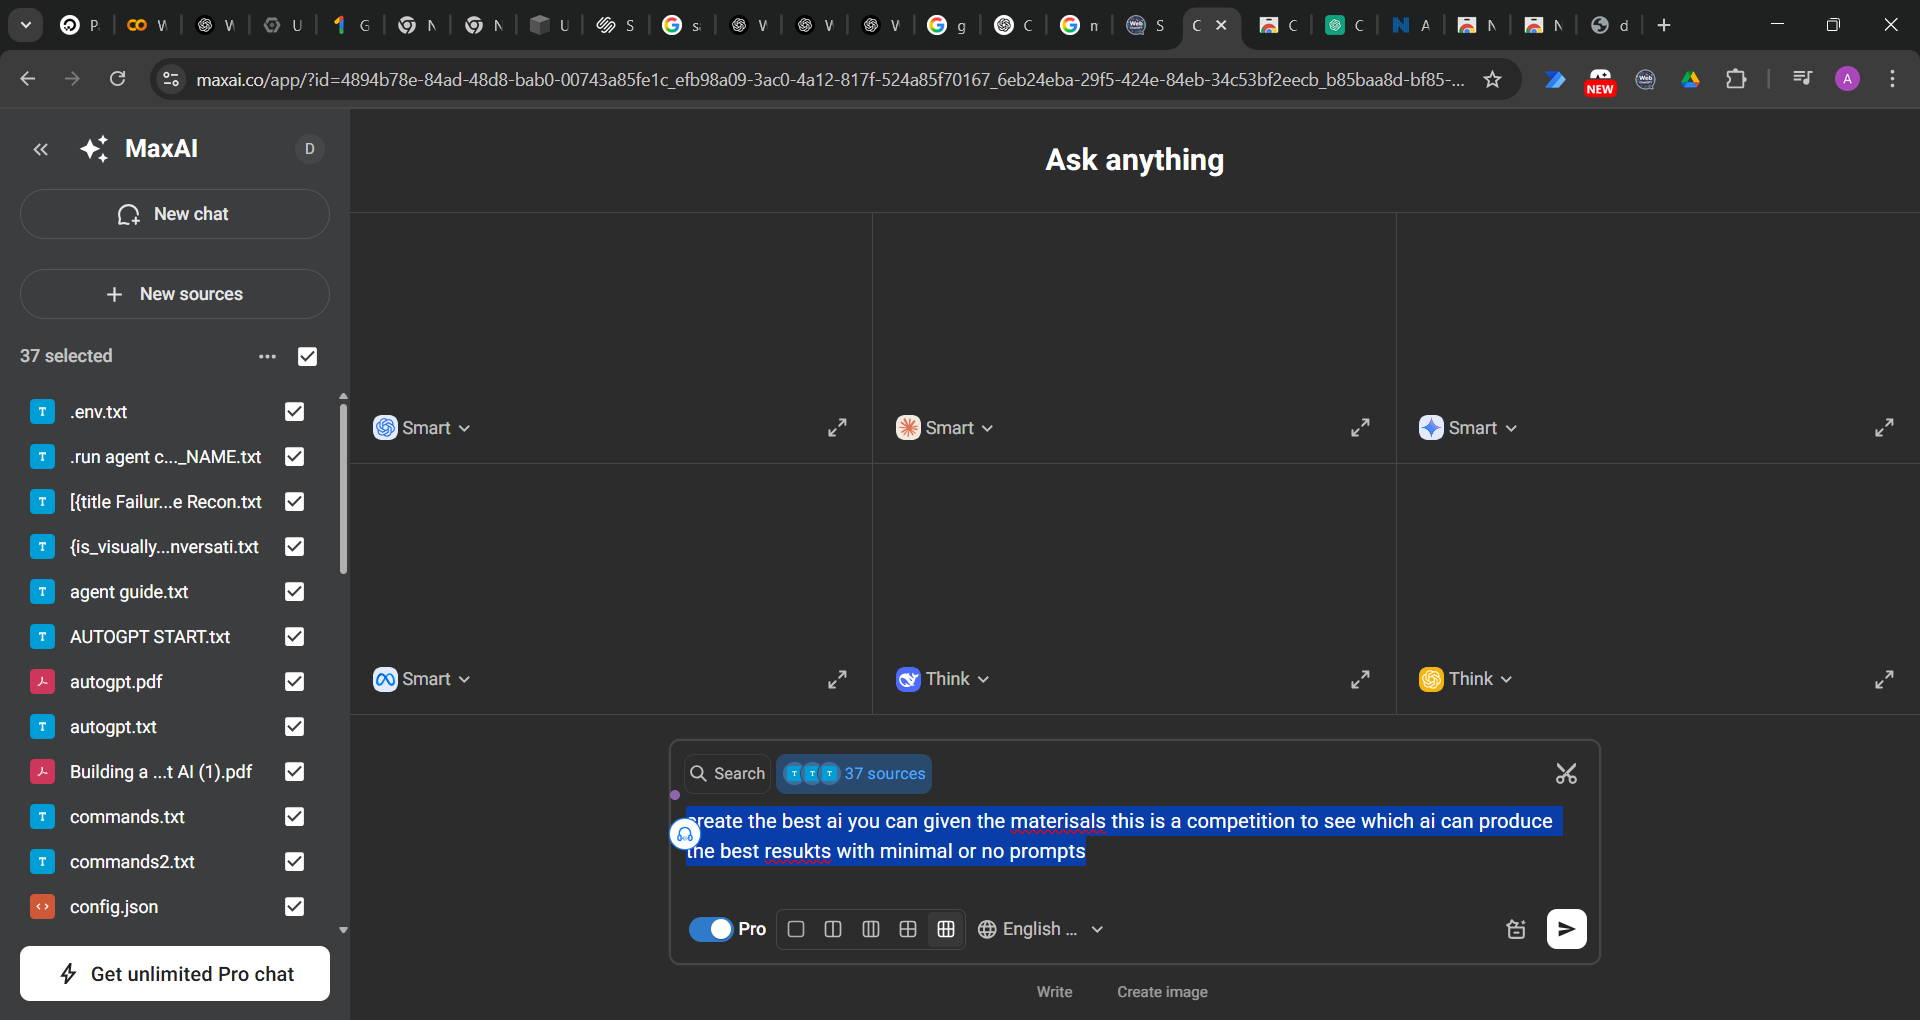 P
W
W
U
G
N
N
U
S
s
W
W
W
g
C
n
S
C
C
C
A
N
N
d
maxai.co/app/?id=4894b78e-84ad-48d8-bab0-00743a85fe1c_efb98a09-3ac0-4a12-817f-524a85f70167_6eb24eba-29f5-424e-84eb-34c53bf2eecb_b85baa8d-bf85-...
NEW
A
MaxAI
D
New chat
New sources
37 selected
.env.txt
.run agent c..._NAME.txt
[{title Failur...e Recon.txt
{is_visually...nversati.txt
agent guide.txt
AUTOGPT START.txt
autogpt.pdf
autogpt.txt
Building a ...t AI (1).pdf
commands.txt
commands2.txt
config.json
Get unlimited Pro chat
Ask anything
Smart
Smart
Smart
Smart
Think
Think
Search
37 sources
create the best ai you can given the materisals this is a competition to see which ai can produce
the best resukts with minimal or no prompts
Pro
English ...
Write
Create image